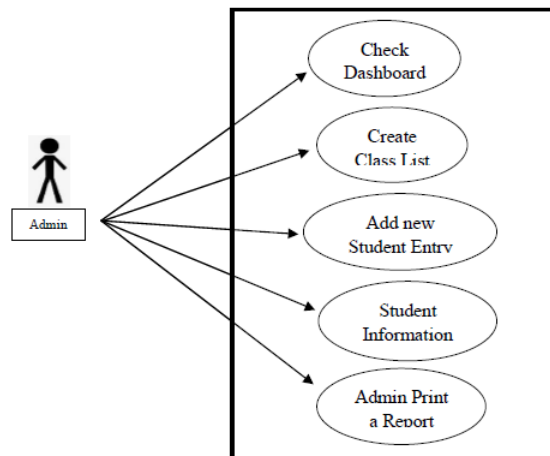 Check
Dashboard
Create
Class List
Admin
Add new
Student Entry
Student
Information
Admin Print
a Report